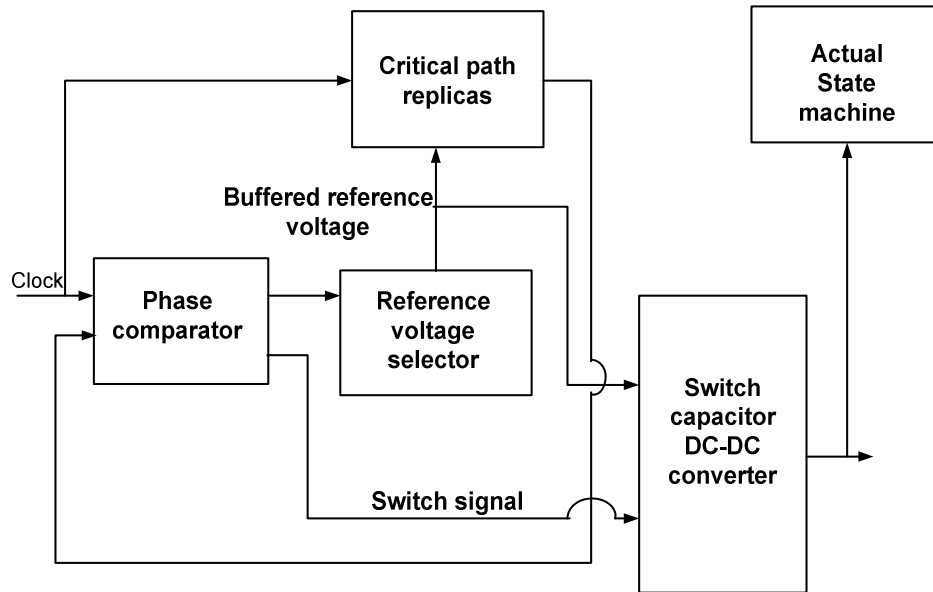 Critical path
replicas
Actual
State
machine
Buffered reference
voltage
Clock
Phase
comparator
Reference
voltage
selector
Switch
capacitor
DC-DC
converter
Switch signal